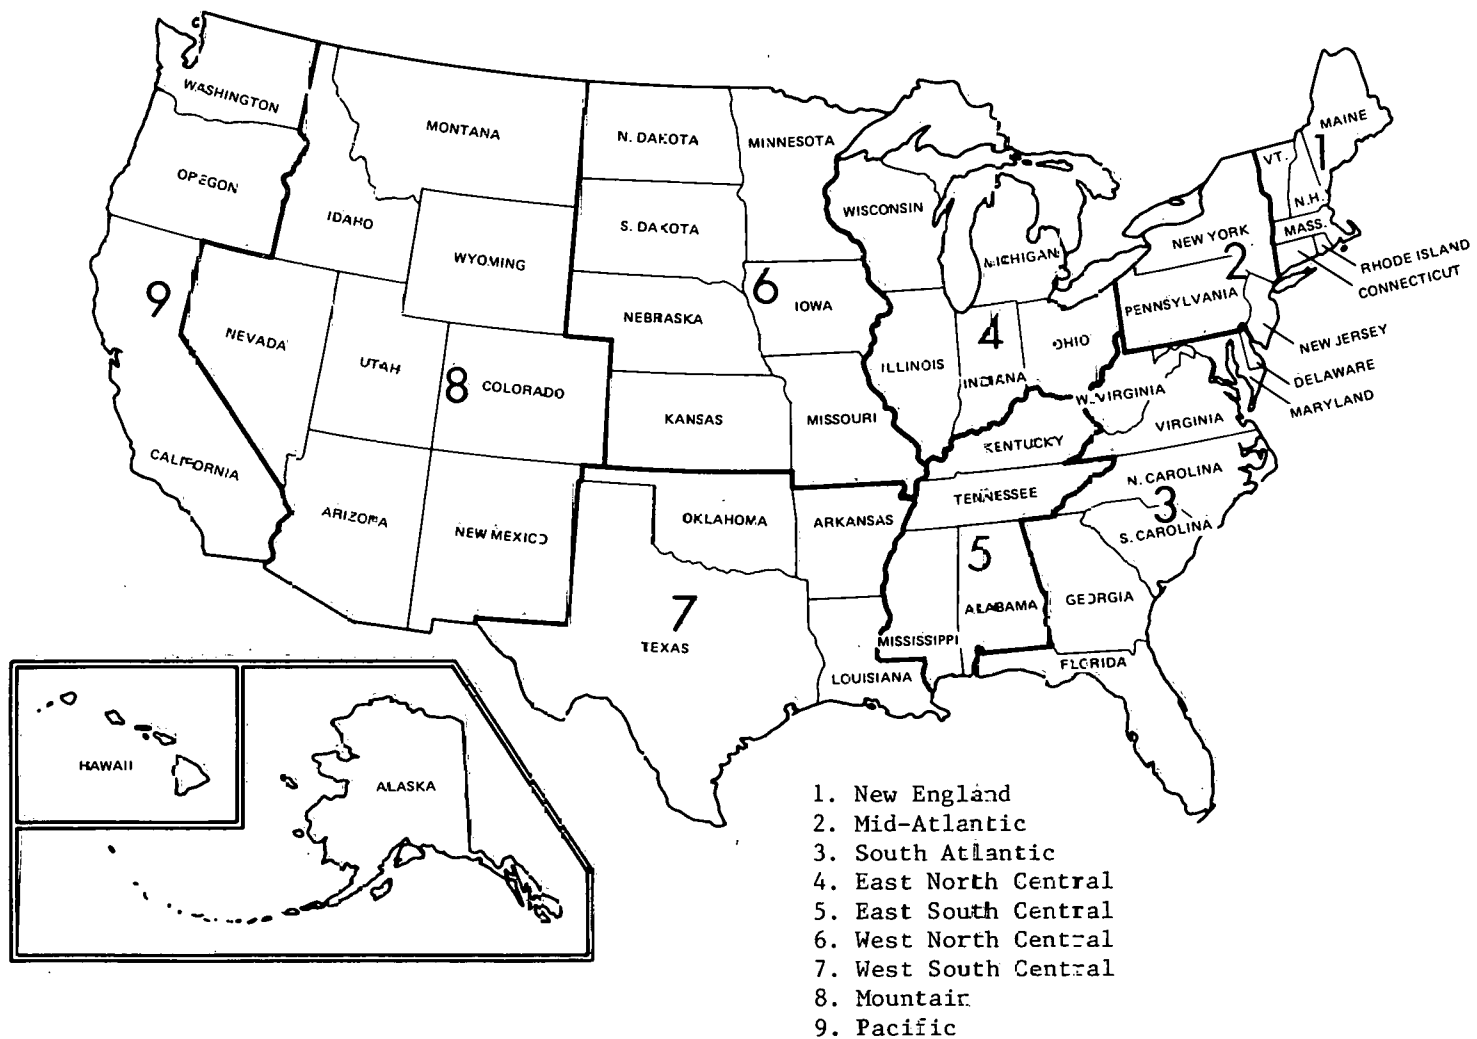 WASHINGTON
MONTANA
N. DAKOTA
MINNESOTA
MAINE
1
VT.
OREGON
IDAHO
S. DAKOTA
WISCONSIN
N.H.
MASS.
NEW YORK
MICHIGAN
WYOMING
2
RHODE ISLAND
CONNECTICUT
9
6
IOWA
NEBRASKA
PENNSYLVANIA
NEVADA
4
OHIO
NEW JERSEY
UTAH
8
COLORADO
ILLINOIS
INDIANA
DELAWARE
W. VIRGINIA
MARYLAND
KANSAS
MISSOURI
VIRGINIA
KENTUCKY
CALIFORNIA
N. CAROLINA
TENNESSEE
3
ARIZONA
NEW MEXICO
OKLAHOMA
ARKANSAS
S. CAROLINA
5
7
TEXAS
ALABAMA
GEORGIA
MISSISSIPPI
FLORIDA
LOUISIANA
HAWAII
ALASKA
1. New England
2. Mid-Atlantic
3. South Atlantic
4. East North Central
5. East South Central
6. West North Central
7. West South Central
8. Mountain
9. Pacific